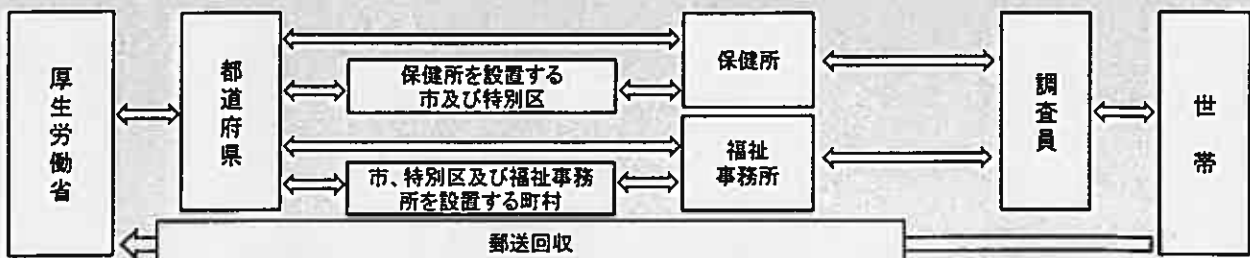 厚生労働省
都道府県
保健所を設置する
市及び特別区
市、特別区及び福祉事務
所を設置する町村
保健所
福祉
事務所
調査員
世帯
郵送回収